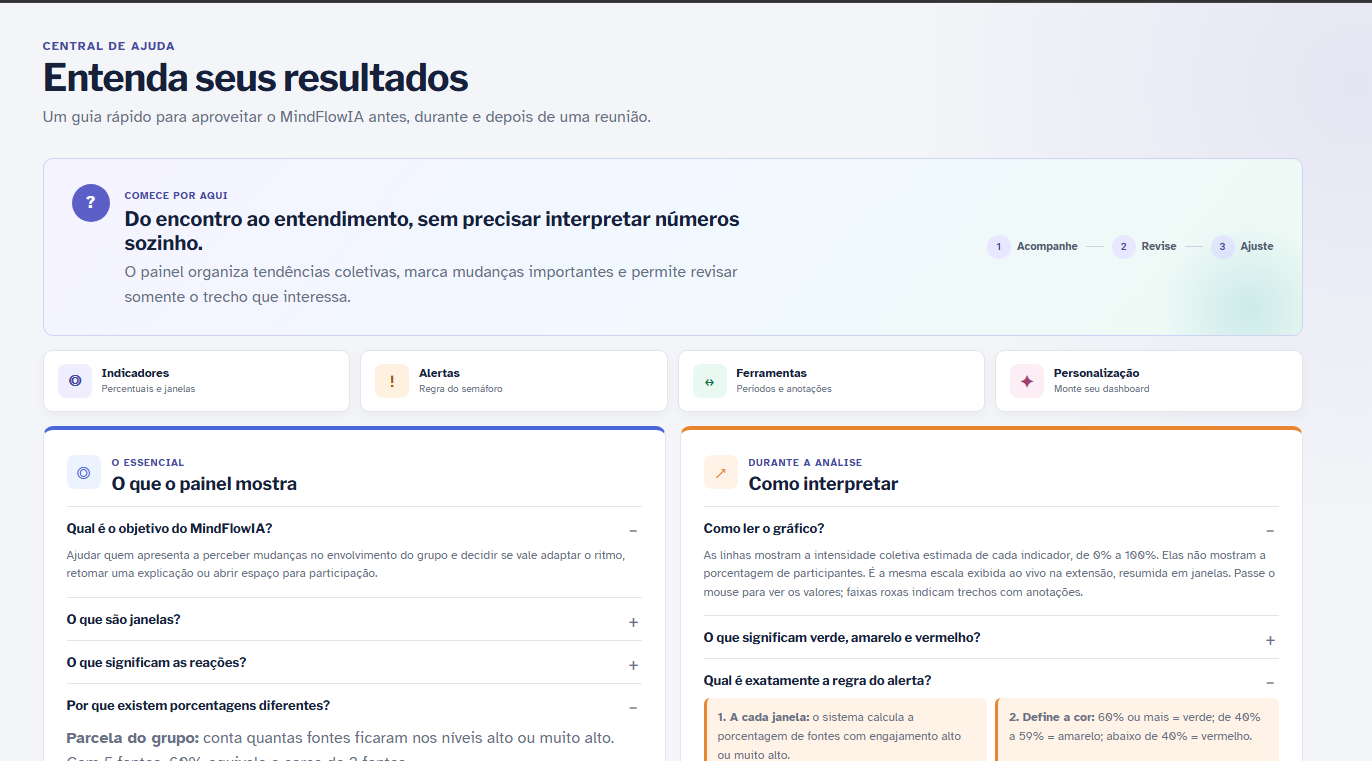 CENTRAL DE AJUDA
Entenda seus resultados
Um guia rápido para aproveitar o MindFlowIA antes, durante e depois de uma reunião.
?
COMECE POR AQUI
Do encontro ao entendimento, sem precisar interpretar números
sozinho.
O painel organiza tendências coletivas, marca mudanças importantes e permite revisar
somente o trecho que interessa.
1 Acompanhe
2 Revise
3 Ajuste
Indicadores
Percentuais e janelas
!
Alertas
Regra do semáforo
↔
Ferramentas
Períodos e anotações
✦
Personalização
Monte seu dashboard
O ESSENCIAL
O que o painel mostra
Qual é o objetivo do MindFlowIA? −
Ajudar quem apresenta a perceber mudanças no envolvimento do grupo e decidir se vale adaptar o ritmo,
retomar uma explicação ou abrir espaço para participação.
O que são janelas? +
O que significam as reações? +
Por que existem porcentagens diferentes? −
Parcela do grupo: conta quantas fontes ficaram nos níveis alto ou muito alto.
Com 5 fontes, 60% equivale a cerca de 3 fontes.
↗
DURANTE A ANÁLISE
Como interpretar
Como ler o gráfico? −
As linhas mostram a intensidade coletiva estimada de cada indicador, de 0% a 100%. Elas não mostram a
porcentagem de participantes. É a mesma escala exibida ao vivo na extensão, resumida em janelas. Passe o
mouse para ver os valores; faixas roxas indicam trechos com anotações.
O que significam verde, amarelo e vermelho? +
Qual é exatamente a regra do alerta? −
1. A cada janela: o sistema calcula a
porcentagem de fontes com engajamento alto
ou muito alto.
2. Define a cor: 60% ou mais = verde; de 40%
a 59% = amarelo; abaixo de 40% = vermelho.